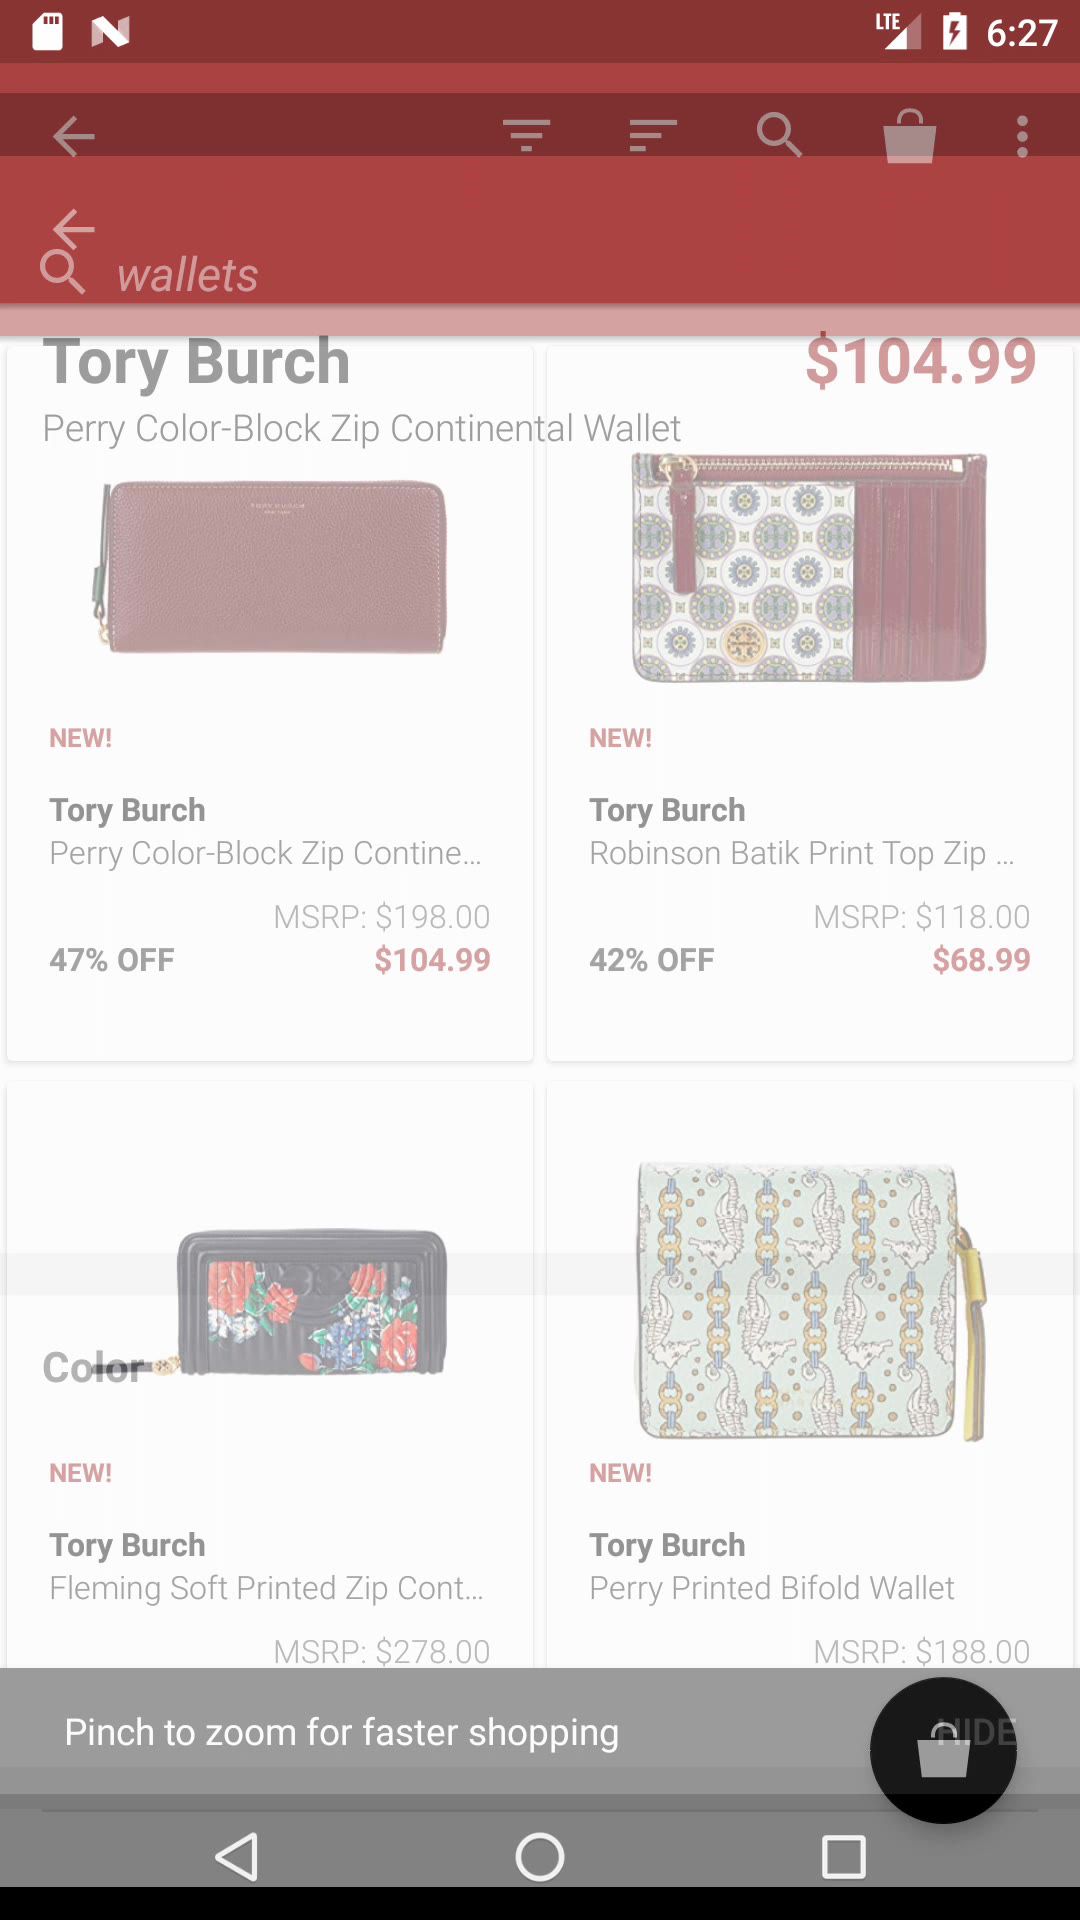 LTE 6:27
wallets
Tory Burch $104.99
Perry Color-Block Zip Continental Wallet
TORY BURCH
NEW! NEW!
Tory Burch Tory Burch
Perry Color-Block Zip Contine... Robinson Batik Print Top Zip ...
MSRP: $198.00 MSRP: $118.00
47% OFF $104.99 42% OFF $68.99
Color
NEW! NEW!
Tory Burch Tory Burch
Fleming Soft Printed Zip Cont... Perry Printed Bifold Wallet
MSRP: $278.00 MSRP: $188.00
Pinch to zoom for faster shopping HIDE